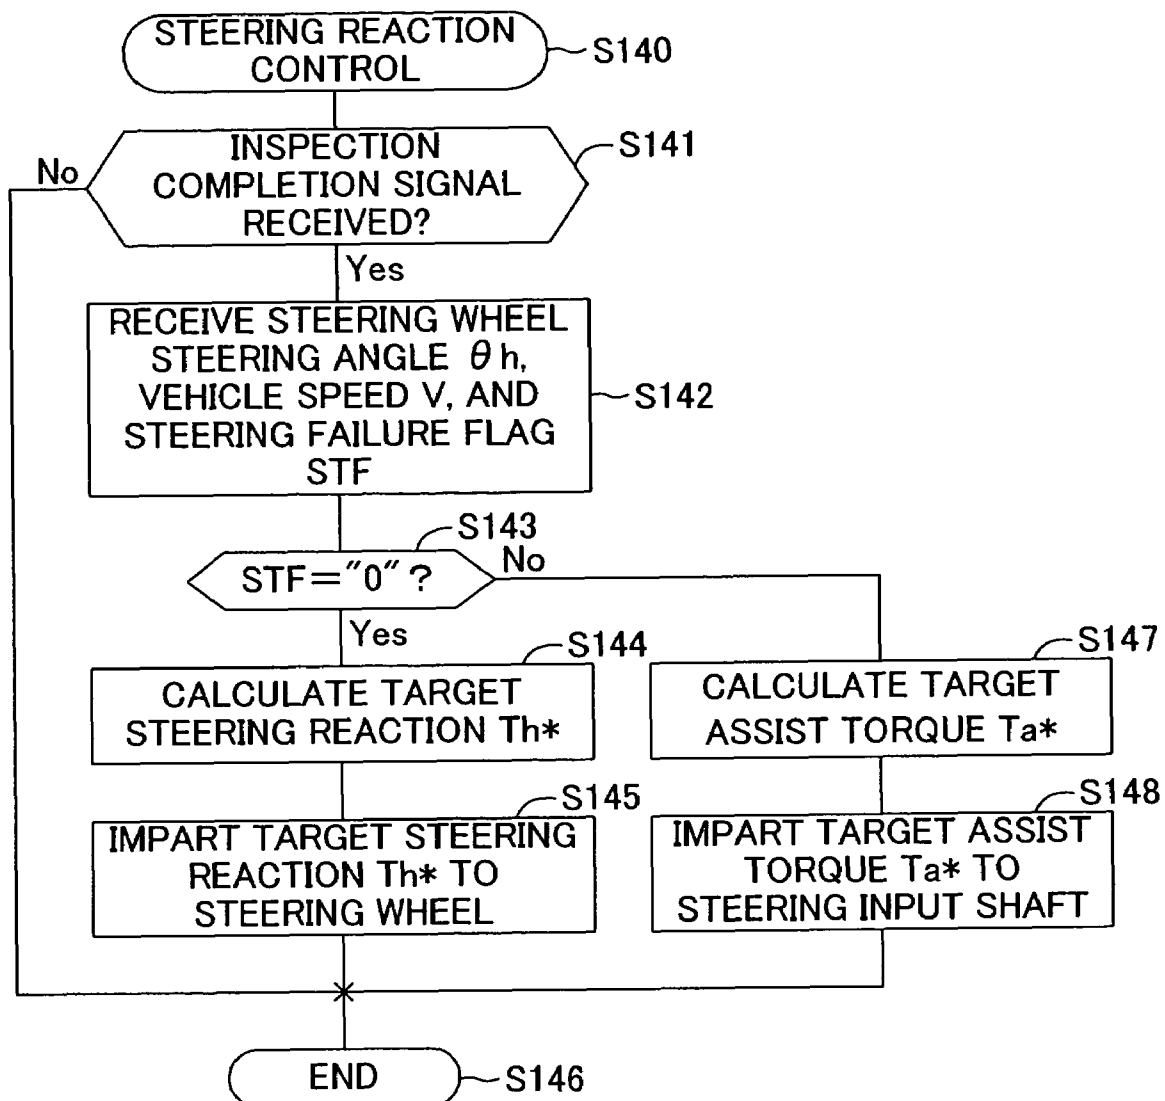 STEERING REACTION
CONTROL
S140
INSPECTION
COMPLETION SIGNAL
RECEIVED?
S141
No
Yes
RECEIVE STEERING WHEEL
STEERING ANGLE θh,
VEHICLE SPEED V, AND
STEERING FAILURE FLAG
STF
S142
STF="0"?
S143
No
Yes
CALCULATE TARGET
STEERING REACTION Th*
S144
CALCULATE TARGET
ASSIST TORQUE Ta*
S147
IMPART TARGET STEERING
REACTION Th* TO
STEERING WHEEL
S145
IMPART TARGET ASSIST
TORQUE Ta* TO
STEERING INPUT SHAFT
S148
END
S146